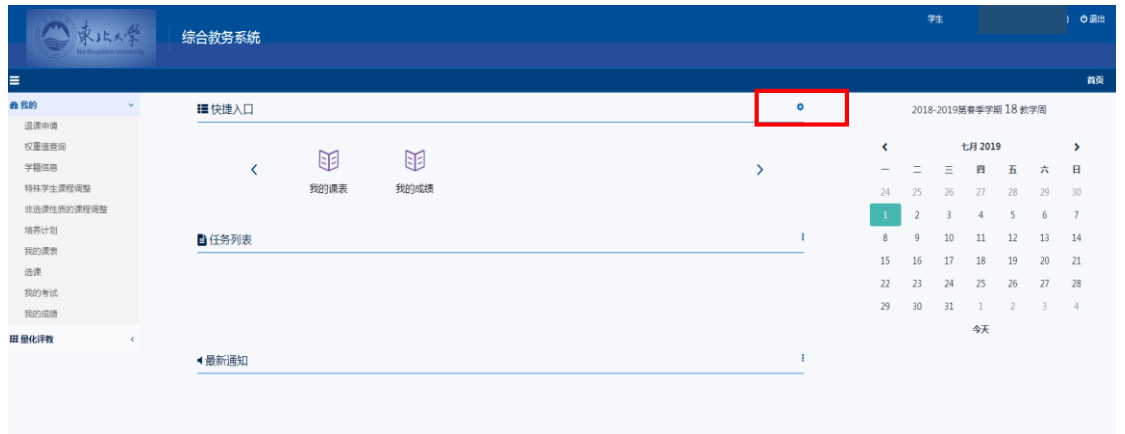 东北大学
Northeastern University
综合教务系统
学生
) 退出
首页
我的
退课申请
权重值查询
学籍信息
特殊学生课程调整
非选课性质的课程调整
培养计划
我的课表
选课
我的考试
我的成绩
量化评教
快捷入口
我的课表
我的成绩
任务列表
最新通知
2018-2019第春季学期 18 教学周
七月 2019
一 二 三 四 五 六 日
24 25 26 27 28 29 30
1 2 3 4 5 6 7
8 9 10 11 12 13 14
15 16 17 18 19 20 21
22 23 24 25 26 27 28
29 30 31 1 2 3 4
今天